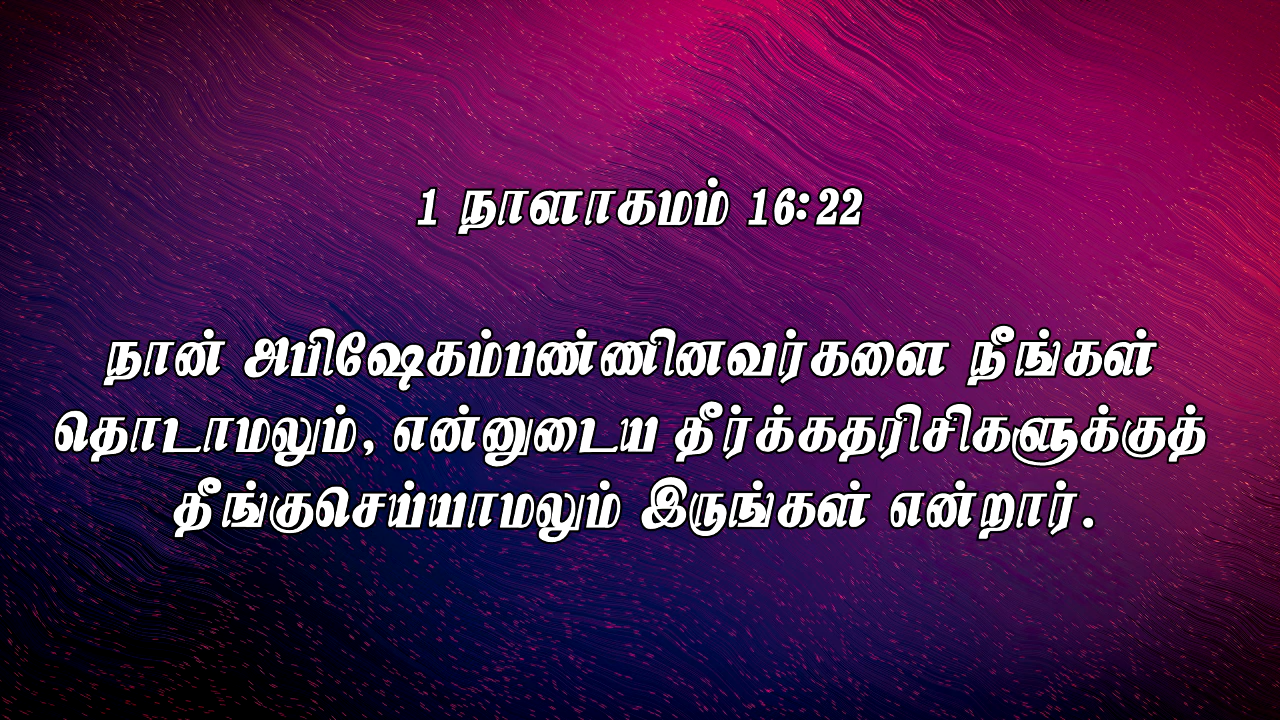 1 நாளாகமம் 16:22
நான் அபிஷேகம்பண்ணினவர்களை நீங்கள்
தொடாமலும், என்னுடைய தீர்க்கதரிசிகளுக்குத்
தீங்குசெய்யாமலும் இருங்கள் என்றார்.